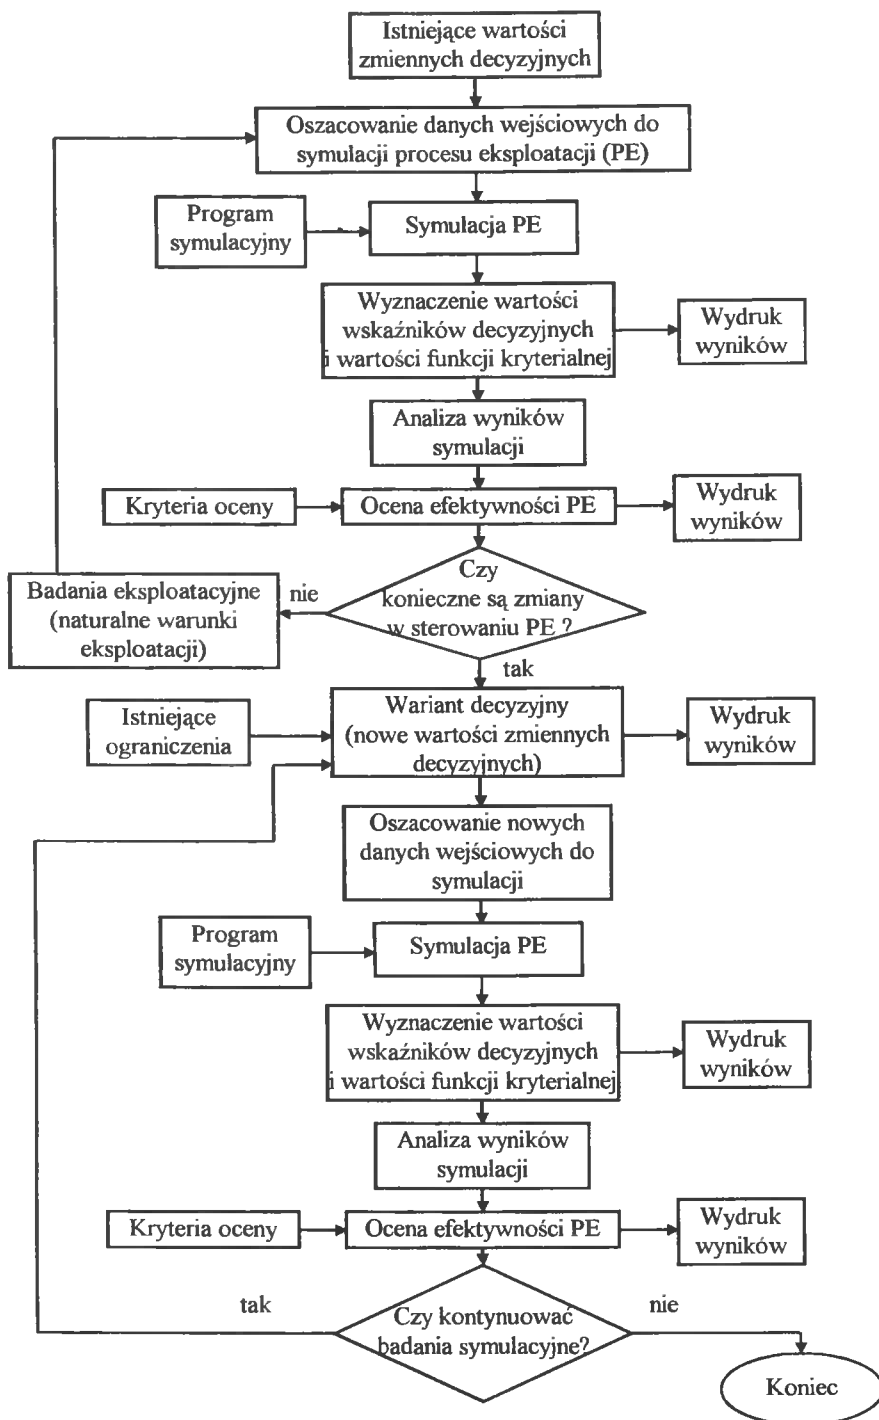 Istniejące wartości
zmiennych decyzyjnych
Oszacowanie danych wejściowych do
symulacji procesu eksploatacji (PE)
Program
symulacyjny
Symulacja PE
Wyznaczenie wartości
wskaźników decyzyjnych
i wartości funkcji kryterialnej
Wydruk
wyników
Analiza wyników
symulacji
Kryteria oceny
Ocena efektywności PE
Wydruk
wyników
Czy
konieczne są zmiany
w sterowaniu PE ?
nie
Badania eksploatacyjne
(naturalne warunki
eksploatacji)
tak
Istniejące
ograniczenia
Wariant decyzyjny
(nowe wartości zmiennych
decyzyjnych)
Wydruk
wyników
Oszacowanie nowych
danych wejściowych do
symulacji
Program
symulacyjny
Symulacja PE
Wyznaczenie wartości
wskaźników decyzyjnych
i wartości funkcji kryterialnej
Wydruk
wyników
Analiza wyników
symulacji
Kryteria oceny
Ocena efektywności PE
Wydruk
wyników
tak
Czy kontynuować
badania symulacyjne?
nie
Koniec